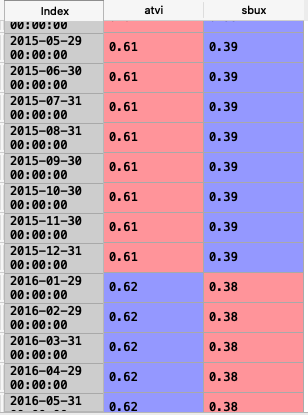 Index atvi sbux
00:00:00
2015-05-29 00:00:00 0.61 0.39
2015-06-30 00:00:00 0.61 0.39
2015-07-31 00:00:00 0.61 0.39
2015-08-31 00:00:00 0.61 0.39
2015-09-30 00:00:00 0.61 0.39
2015-10-30 00:00:00 0.61 0.39
2015-11-30 00:00:00 0.61 0.39
2015-12-31 00:00:00 0.61 0.39
2016-01-29 00:00:00 0.62 0.38
2016-02-29 00:00:00 0.62 0.38
2016-03-31 00:00:00 0.62 0.38
2016-04-29 00:00:00 0.62 0.38
2016-05-31 0.62 0.38